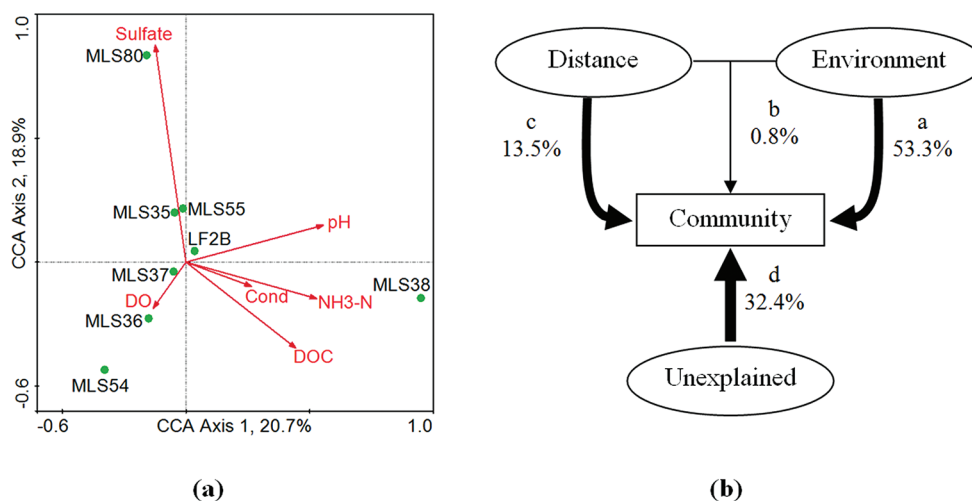 1.0
Sulfate
MLS80
CCA Axis 2, 18.9%
MLS35
MLS55
pH
LF2B
MLS37
MLS38
DO
Cond
NH3-N
MLS36
DOC
MLS54
-0.6
-0.6
CCA Axis 1, 20.7%
1.0
(a)
Distance
Environment
b
0.8%
c
13.5%
a
53.3%
Community
d
32.4%
Unexplained
(b)